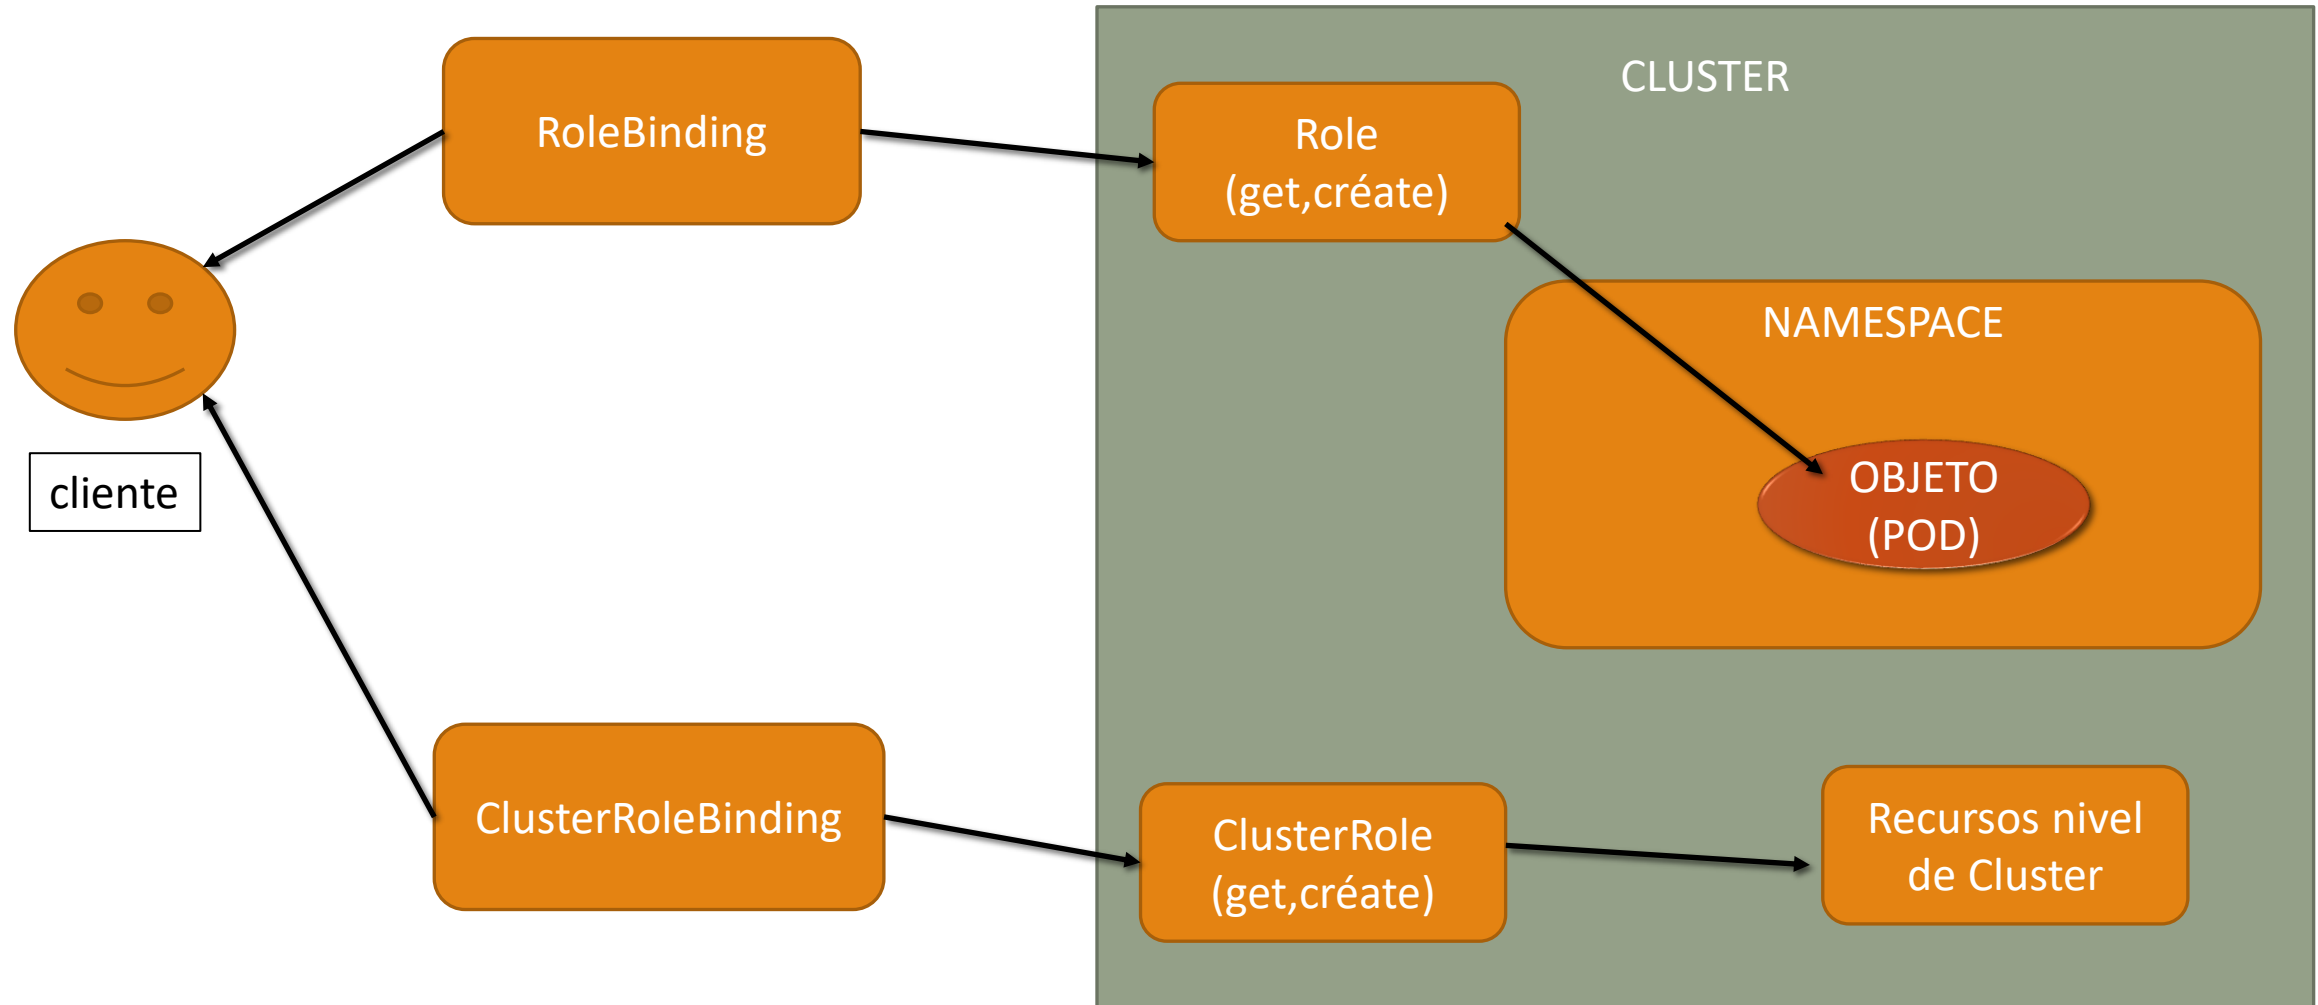 CLUSTER
RoleBinding
Role
(get,créate)
NAMESPACE
cliente
OBJETO
(POD)
ClusterRoleBinding
ClusterRole
(get,créate)
Recursos nivel
de Cluster